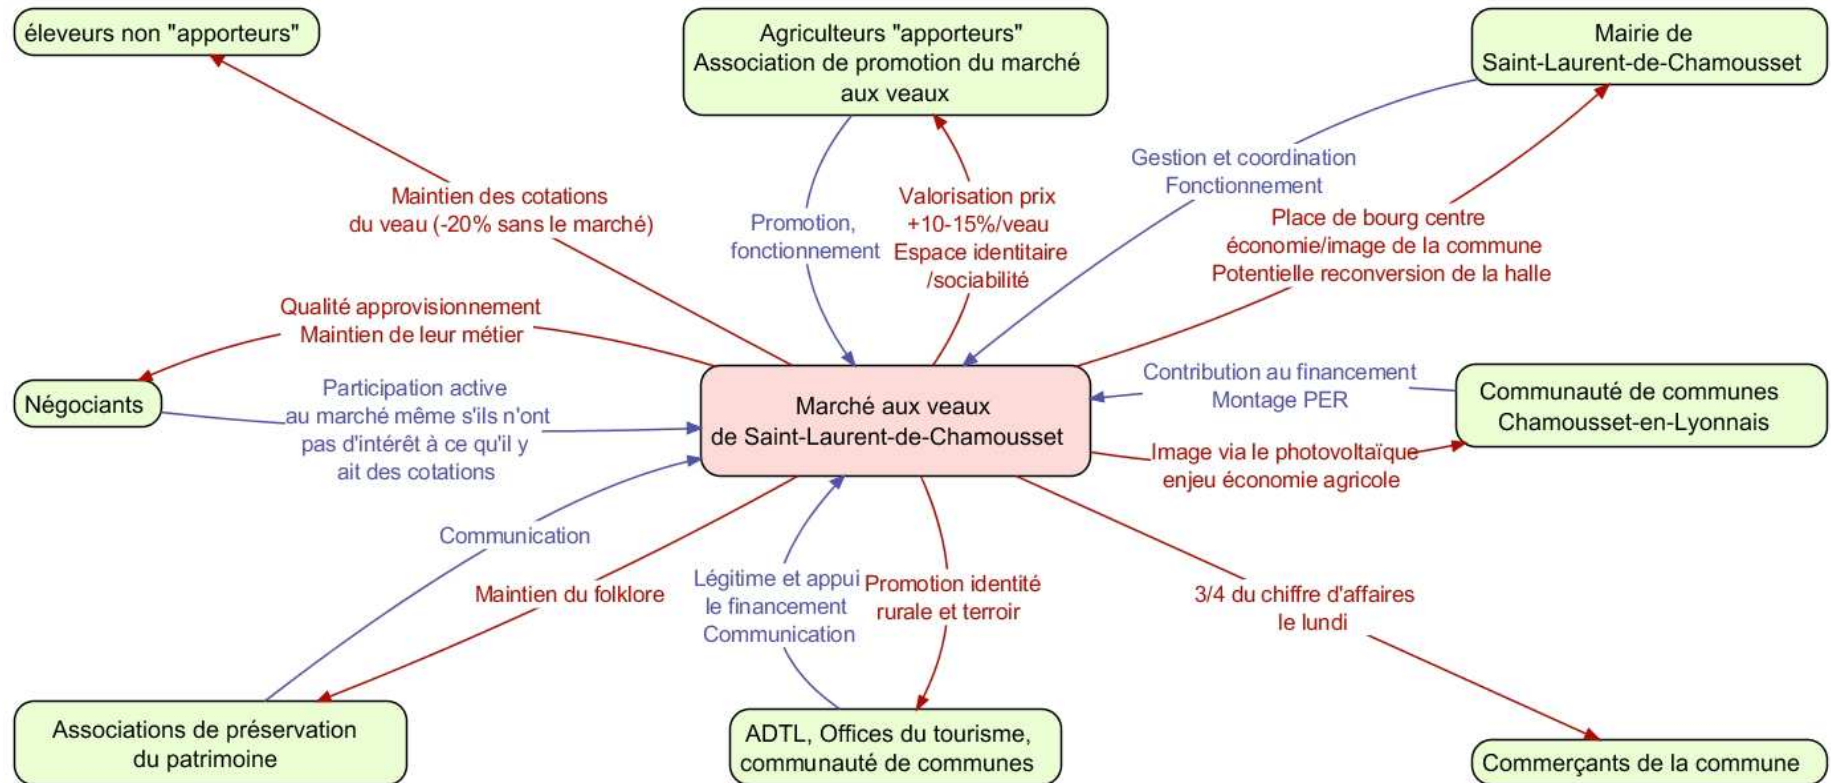 éleveurs non "apporteurs"
Agriculteurs "apporteurs"
Association de promotion du marché
aux veaux
Mairie de
Saint-Laurent-de-Chamousset
Gestion et coordination
Fonctionnement
Maintien des cotations
du veau (-20% sans le marché)
Promotion,
fonctionnement
Valorisation prix
+10-15%/veau
Espace identitaire
/sociabilité
Place de bourg centre
économie/image de la commune
Potentielle reconversion de la halle
Qualité approvisionnement
Maintien de leur métier
Négociants
Participation active
au marché même s'ils n'ont
pas d'intérêt à ce qu'il y
ait des cotations
Marché aux veaux
de Saint-Laurent-de-Chamousset
Contribution au financement
Montage PER
Communauté de communes
Chamousset-en-Lyonnais
Image via le photovoltaïque
enjeu économie agricole
Communication
Maintien du folklore
Légitime et appui
le financement
Communication
Promotion identité
rurale et terroir
3/4 du chiffre d'affaires
le lundi
Associations de préservation
du patrimoine
ADTL, Offices du tourisme,
communauté de communes
Commerçants de la commune